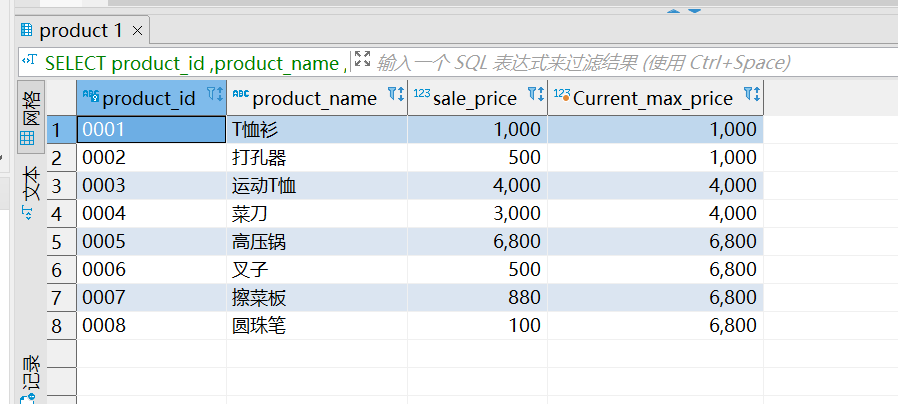 product 1
SELECT product_id ,product_name , 输入一个 SQL 表达式来过滤结果 (使用 Ctrl+Space)
网格
文本
记录
product_id product_name sale_price Current_max_price
1 0001 T恤衫 1,000 1,000
2 0002 打孔器 500 1,000
3 0003 运动T恤 4,000 4,000
4 0004 菜刀 3,000 4,000
5 0005 高压锅 6,800 6,800
6 0006 叉子 500 6,800
7 0007 擦菜板 880 6,800
8 0008 圆珠笔 100 6,800